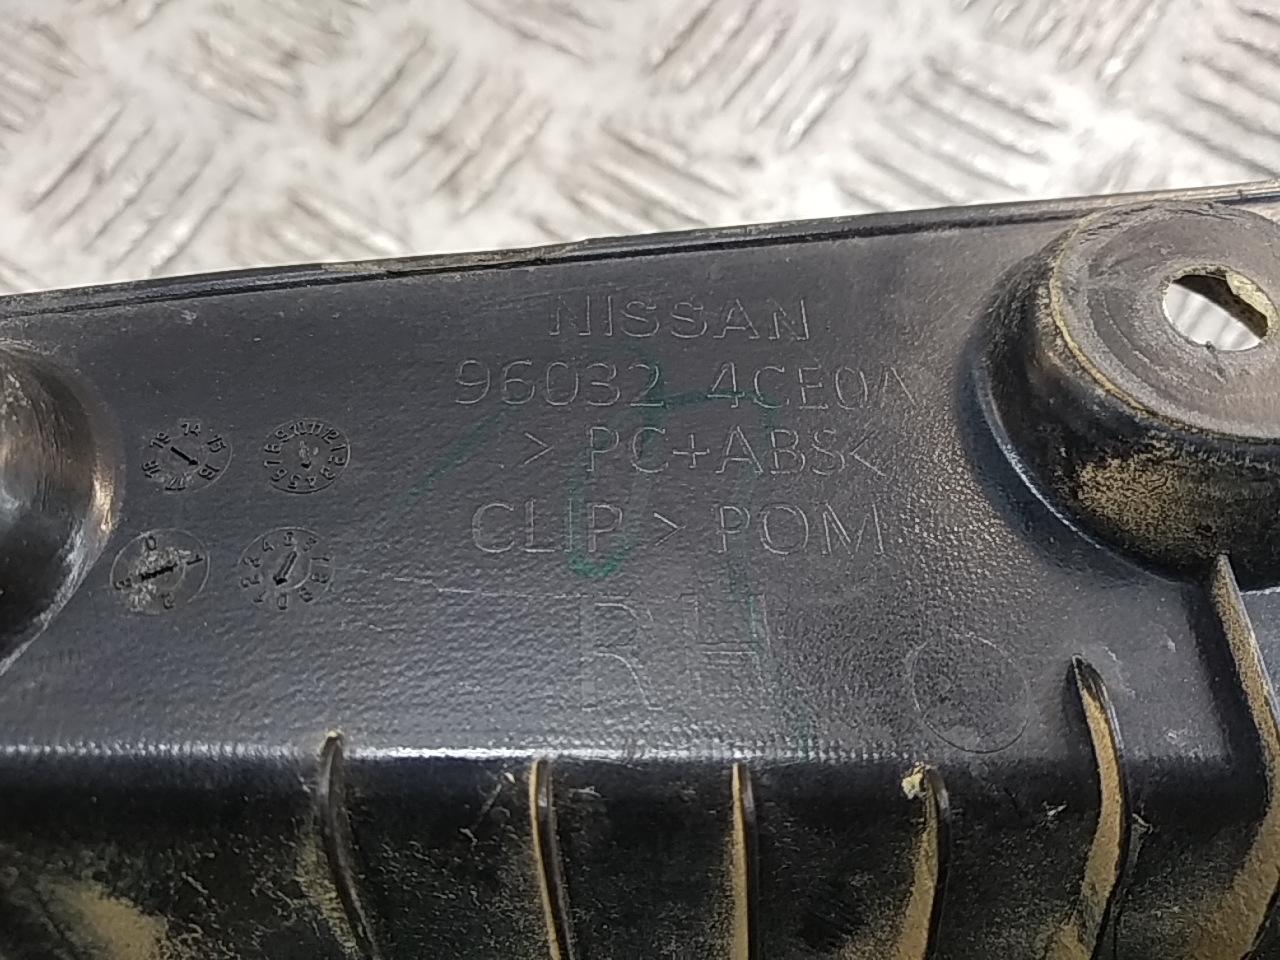 NISSAN
96032 4CE0A
> PC+ABS<
CLIP > POM
RH